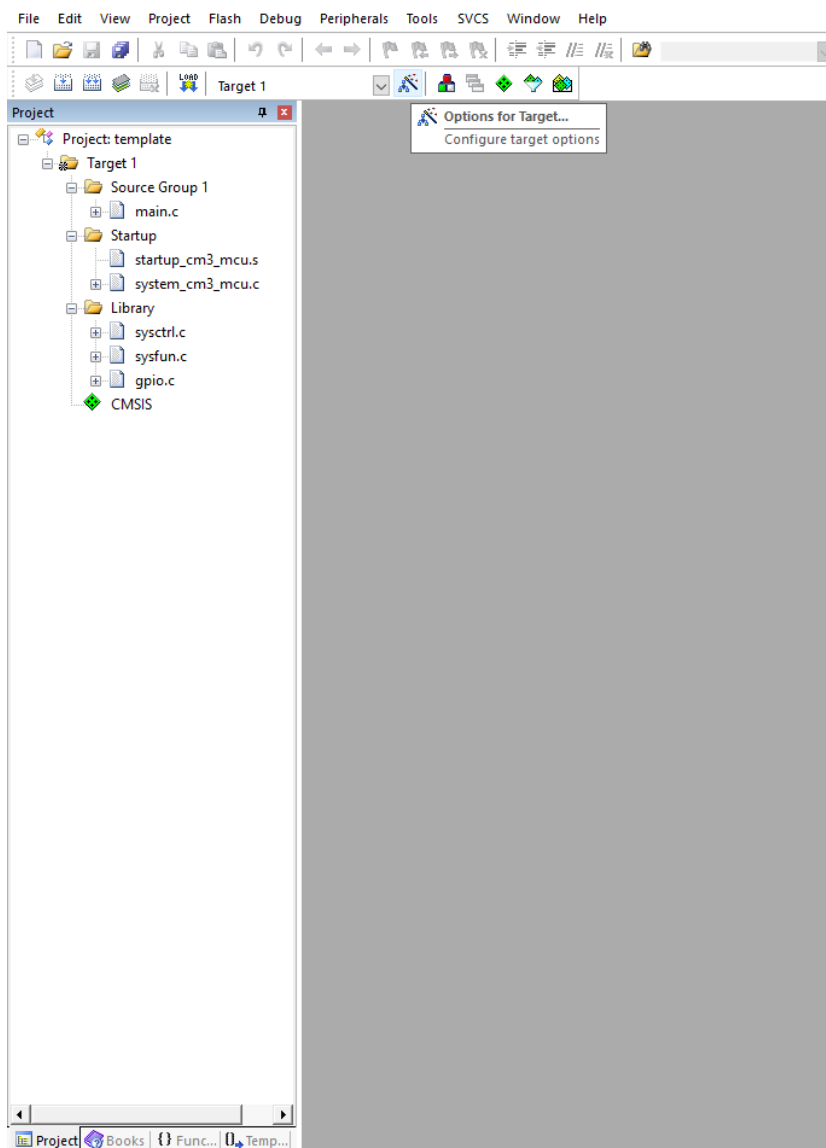 File Edit View Project Flash Debug Peripherals Tools SVCS Window Help
LOAD
Target 1
Project
Options for Target...
Configure target options
Project: template
Target 1
Source Group 1
main.c
Startup
startup_cm3_mcu.s
system_cm3_mcu.c
Library
sysctrl.c
sysfun.c
gpio.c
CMSIS
Project Books {} Func... 0 Temp...